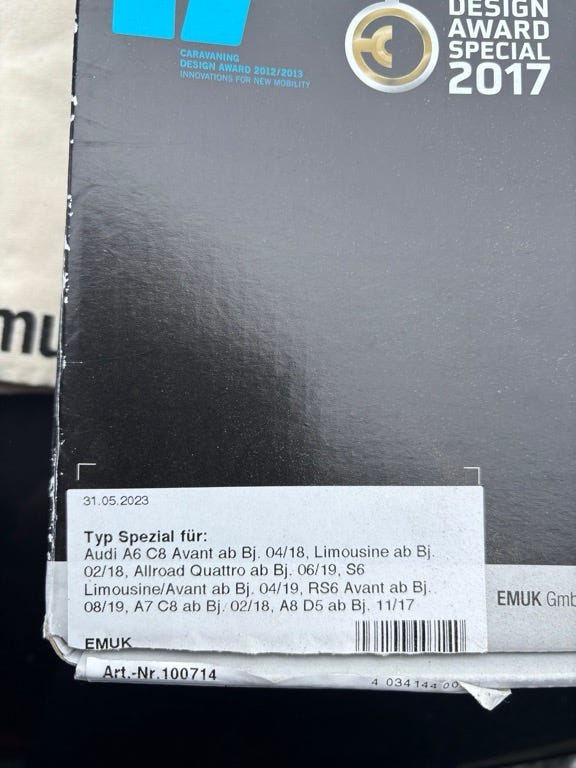 DESIGN
AWARD
SPECIAL
2017
CARAVANING
DESIGN AWARD 2012/2013
INNOVATIONS FOR NEW MOBILITY
mu
31.05.2023
Typ Spezial für:
Audi A6 C8 Avant ab Bj. 04/18, Limousine ab Bj.
02/18, Allroad Quattro ab Bj. 06/19, S6
Limousine/Avant ab Bj. 04/19, RS6 Avant ab Bj.
08/19, A7 C8 ab Bj. 02/18, A8 D5 ab Bj. 11/17
EMUK Gmb
EMUK
Art.-Nr.100714
4 034144 00